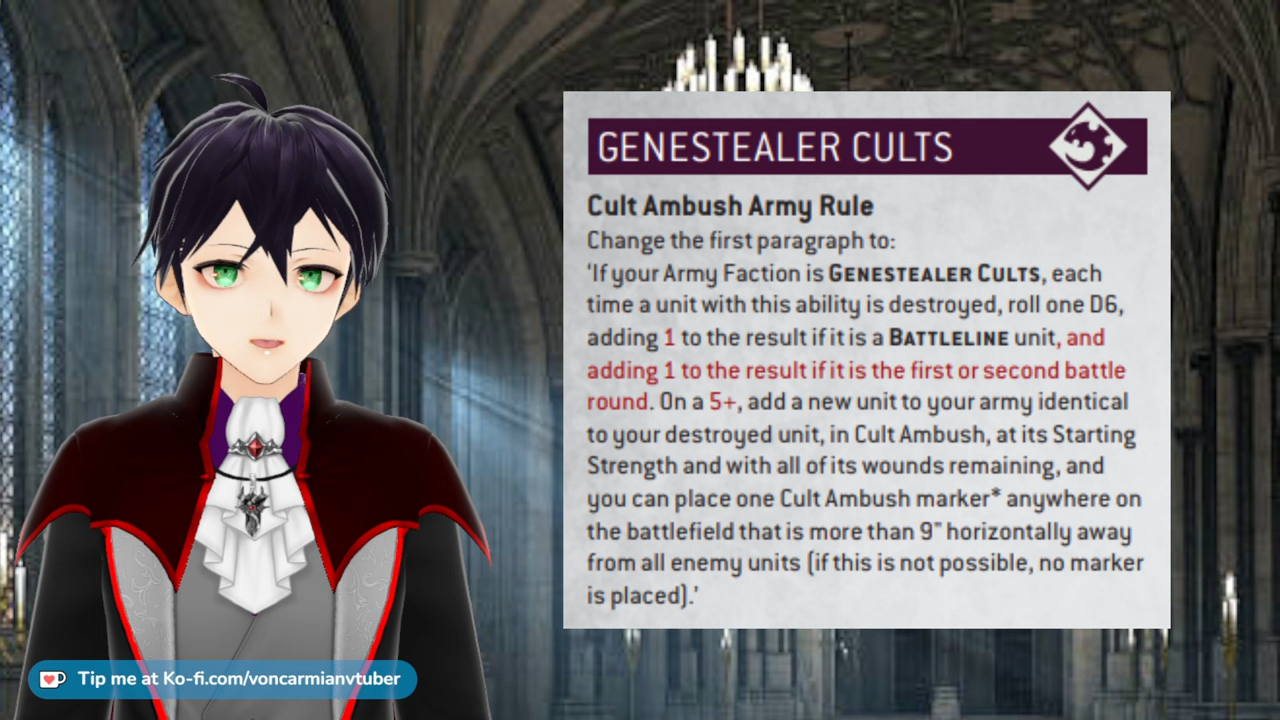 GENESTEALER CULTS
Cult Ambush Army Rule
Change the first paragraph to:
‘If your Army Faction is GENESTEALER CULTS, each
time a unit with this ability is destroyed, roll one D6,
adding 1 to the result if it is a BATTLELINE unit, and
adding 1 to the result if it is the first or second battle
round. On a 5+, add a new unit to your army identical
to your destroyed unit, in Cult Ambush, at its Starting
Strength and with all of its wounds remaining, and
you can place one Cult Ambush marker* anywhere on
the battlefield that is more than 9" horizontally away
from all enemy units (if this is not possible, no marker
is placed).’
Tip me at Ko-fi.com/voncarmianvtuber